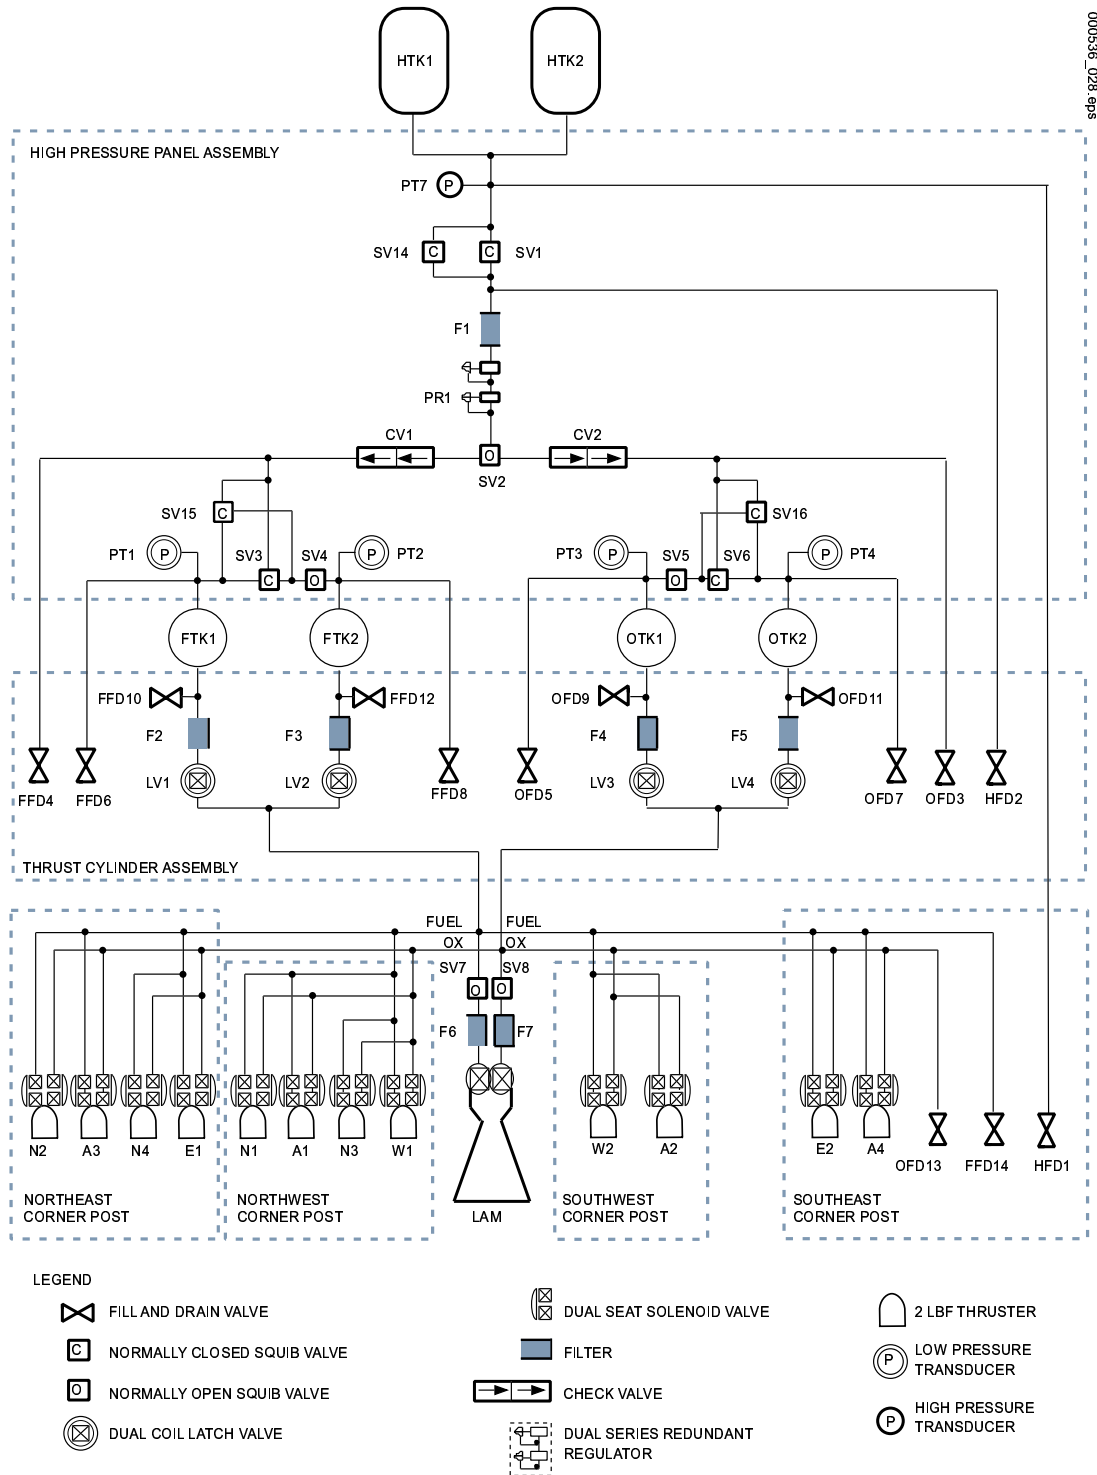 000536_028.eps
HTK1
HTK2
HIGH PRESSURE PANEL ASSEMBLY
PT7
P
SV14
C
C
SV1
F1
PR1
CV1
CV2
O
SV2
SV15
C
C
SV16
PT1
P
SV3
SV4
P
PT2
PT3
P
SV5
SV6
P
PT4
C
O
O
C
FTK1
FTK2
OTK1
OTK2
FFD10
FFD12
OFD9
OFD11
F2
F3
F4
F5
LV1
LV2
LV3
LV4
FFD4
FFD6
FFD8
OFD5
OFD7
OFD3
HFD2
THRUST CYLINDER ASSEMBLY
FUEL
FUEL
OX
OX
SV7
SV8
O
O
F6
F7
N2
A3
N4
E1
N1
A1
N3
W1
W2
A2
E2
A4
OFD13
FFD14
HFD1
NORTHEAST
CORNER POST
NORTHWEST
CORNER POST
LAM
SOUTHWEST
CORNER POST
SOUTHEAST
CORNER POST
LEGEND
FILL AND DRAIN VALVE
C
NORMALLY CLOSED SQUIB VALVE
O
NORMALLY OPEN SQUIB VALVE
DUAL COIL LATCH VALVE
DUAL SEAT SOLENOID VALVE
FILTER
CHECK VALVE
DUAL SERIES REDUNDANT
REGULATOR
2 LBF THRUSTER
P
LOW PRESSURE
TRANSDUCER
P
HIGH PRESSURE
TRANSDUCER